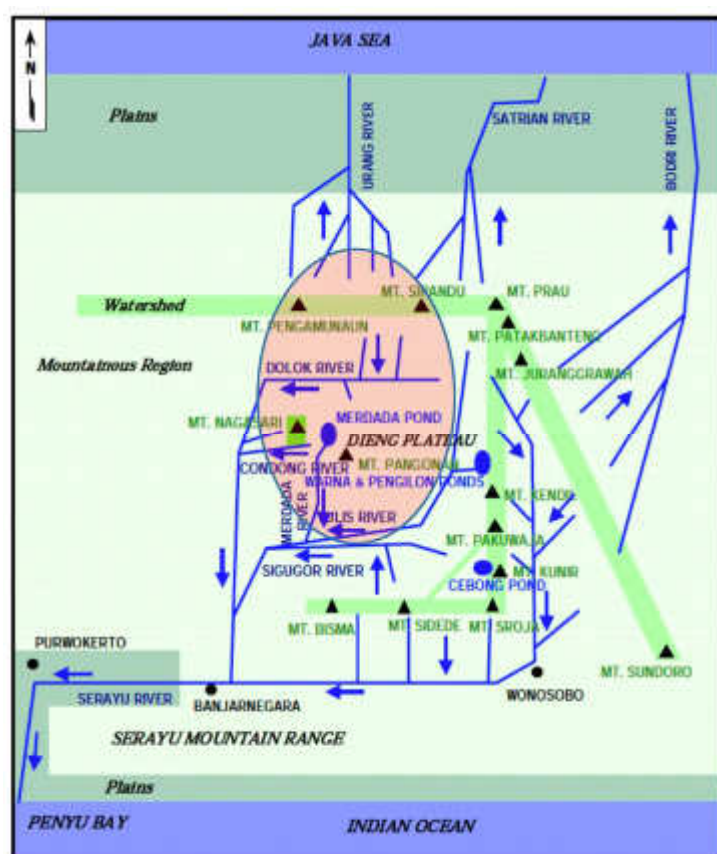 JAVA SEA
N
Plains
URANG RIVER
SATRIAN RIVER
BODRI RIVER
Watershed
MT. SIPANDU
MT. PRAU
MT. PENGAMUNAUN
MT. PATAKBANTENG
Mountainous Region
DOLOK RIVER
MT. JURANGGRAWAH
MT. NAGASARI
MERDADA POND
DIENG PLATEAU
CONDONG RIVER
MT. PANGONAN
WARNA & PENGILON PONDS
MERDADA RIVER
MT. KENDIL
RIVER
MT. PAKUWAJA
SIGUGOR RIVER
CEBONG POND
MT. KUNIR
MT. BISMA
MT. SIDEDE
MT. SROJA
PURWOKERTO
MT. SUNDORO
SERAYU RIVER
BANJARNEGARA
WONOSOBO
SERAYU MOUNTAIN RANGE
Plains
PENYU BAY
INDIAN OCEAN